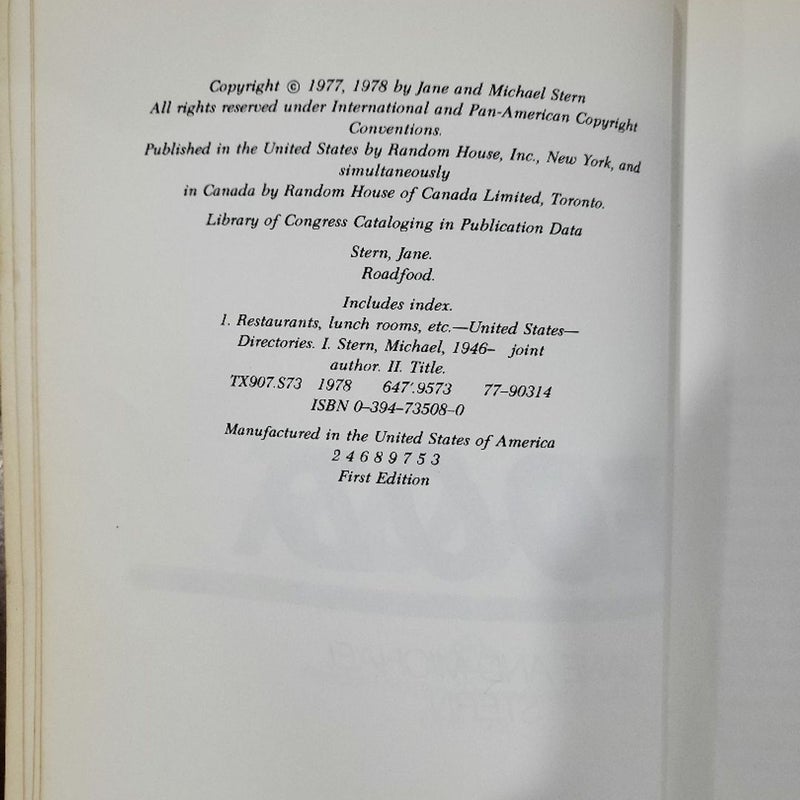 Copyright © 1977, 1978 by Jane and Michael Stern
All rights reserved under International and Pan-American Copyright
Conventions.
Published in the United States by Random House, Inc., New York, and
simultaneously
in Canada by Random House of Canada Limited, Toronto.
Library of Congress Cataloging in Publication Data
Stern, Jane.
Roadfood.
Includes index.
1. Restaurants, lunch rooms, etc.—United States—
Directories. I. Stern, Michael, 1946– joint
author. II. Title.
TX907.S73 1978 647'.9573 77-90314
ISBN 0-394-73508-0
Manufactured in the United States of America
2 4 6 8 9 7 5 3
First Edition